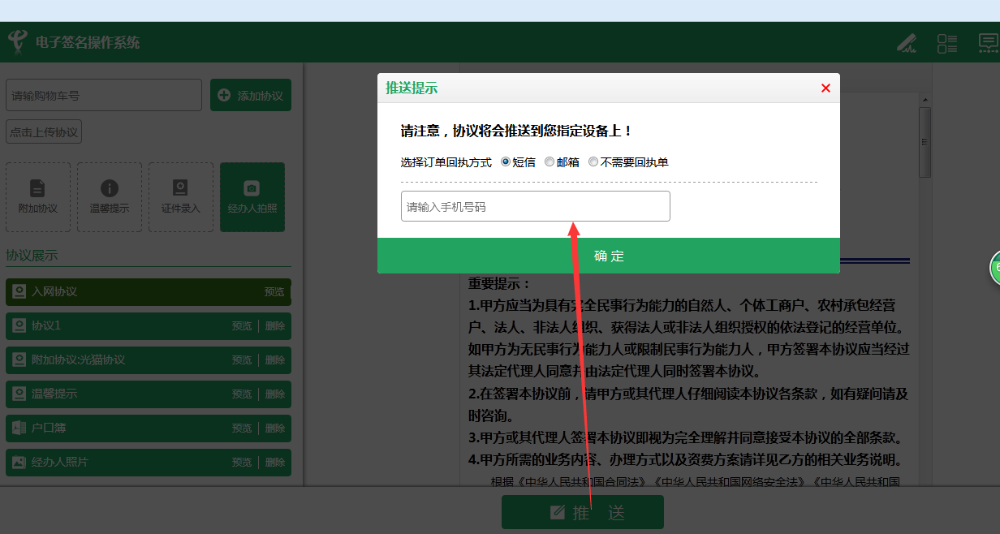 电子签名操作系统
请输购物车号
添加协议
点击上传协议
附加协议
温馨提示
证件录入
经办人拍照
协议展示
入网协议 预览
协议1 预览 | 删除
附加协议:光猫协议 预览 | 删除
温馨提示 预览 | 删除
户口簿 预览 | 删除
经办人照片 预览 | 删除
推送提示
请注意，协议将会推送到您指定设备上！
选择订单回执方式 短信 邮箱 不需要回执单
请输入手机号码
确 定
重要提示：
1.甲方应当为具有完全民事行为能力的自然人、个体工商户、农村承包经营
户、法人、非法人组织、获得法人或非法人组织授权的依法登记的经营单位。
如甲方为无民事行为能力人或限制民事行为能力人，甲方签署本协议应当经过
其法定代理人同意并由法定代理人同时签署本协议。
2.在签署本协议前，请甲方或其代理人仔细阅读本协议各条款，如有疑问请及
时咨询。
3.甲方或其代理人签署本协议即视为完全理解并同意接受本协议的全部条款。
4.甲方所需的业务内容、办理方式以及资费方案请详见乙方的相关业务说明。
根据《中华人民共和国合同法》《中华人民共和国网络安全法》《中华人民共和国
推 送